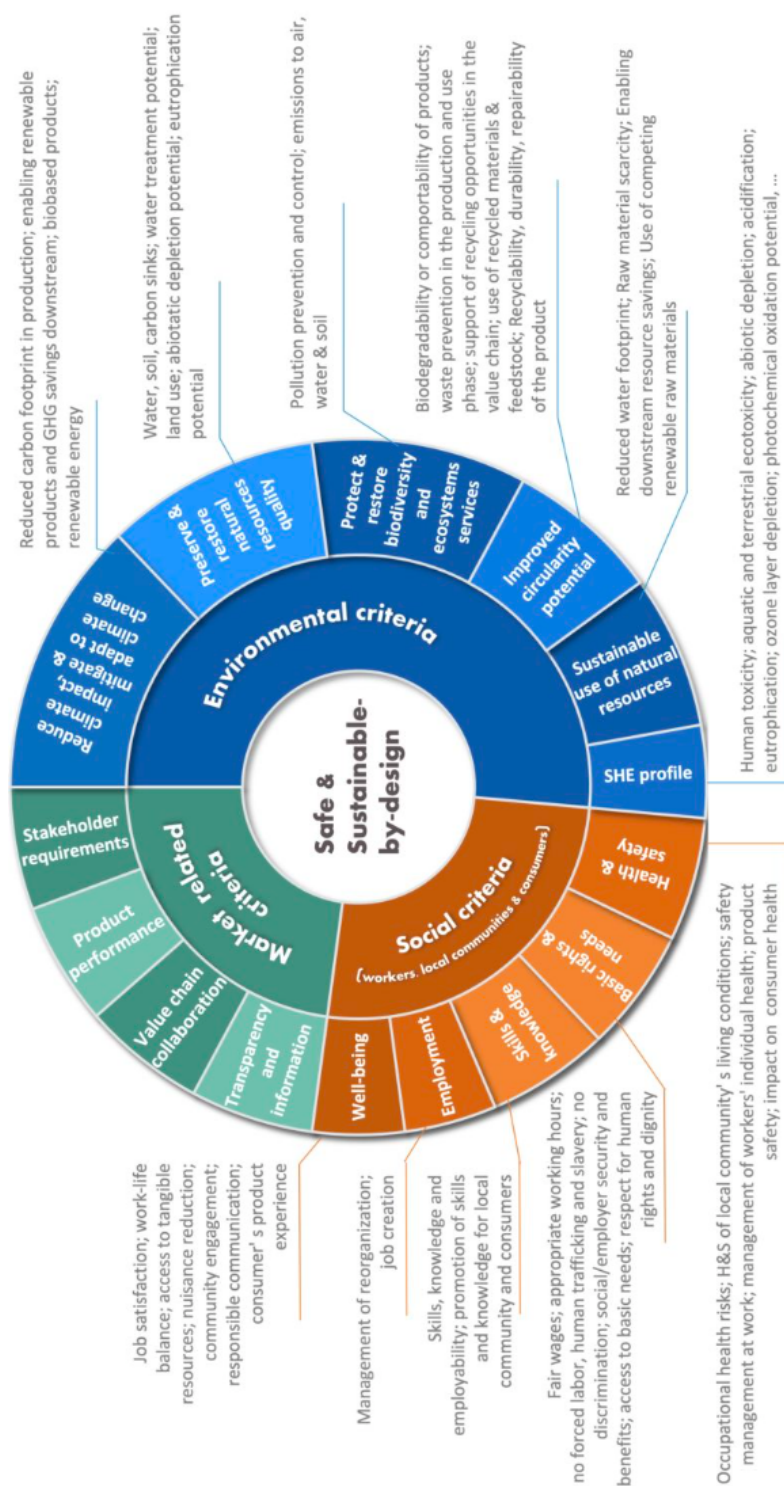 Safe &
Sustainable-
by-design
Environmental criteria
Reduce
climate
impact,
mitigate &
adapt to
climate
change
Reduced carbon footprint in production; enabling renewable
products and GHG savings downstream; biobased products;
renewable energy
Preserve &
restore
natural
resources
quality
Water, soil, carbon sinks; water treatment potential;
land use; abiotatic depletion potential; eutrophication
potential
Protect &
restore
biodiversity
and
ecosystems
services
Pollution prevention and control; emissions to air,
water & soil
Improved
circularity
potential
Biodegradability or comportability of products;
waste prevention in the production and use
phase; support of recycling opportunities in the
value chain; use of recycled materials &
feedstock; Recyclability, durability, repairability
of the product
Sustainable
use of natural
resources
Reduced water footprint; Raw material scarcity; Enabling
downstream resource savings; Use of competing
renewable raw materials
SHE profile
Human toxicity; aquatic and terrestrial ecotoxicity; abiotic depletion; acidification;
eutrophication; ozone layer depletion; photochemical oxidation potential, ...
Social criteria
(workers, local communities & consumers)
Health &
safety
Occupational health risks; H&S of local community' s living conditions; safety
management at work; management of workers' individual health; product
safety; impact on consumer health
Basic rights &
needs
Fair wages; appropriate working hours;
no forced labor, human trafficking and slavery; no
discrimination; social/employer security and
benefits; access to basic needs; respect for human
rights and dignity
Skills &
knowledge
Skills, knowledge and
employability; promotion of skills
and knowledge for local
community and consumers
Employment
Management of reorganization;
job creation
Well-being
Job satisfaction; work-life
balance; access to tangible
resources; nuisance reduction;
community engagement;
responsible communication;
consumer' s product
experience
Market related
criteria
Transparency
and
information
Value chain
collaboration
Product
performance
Stakeholder
requirements